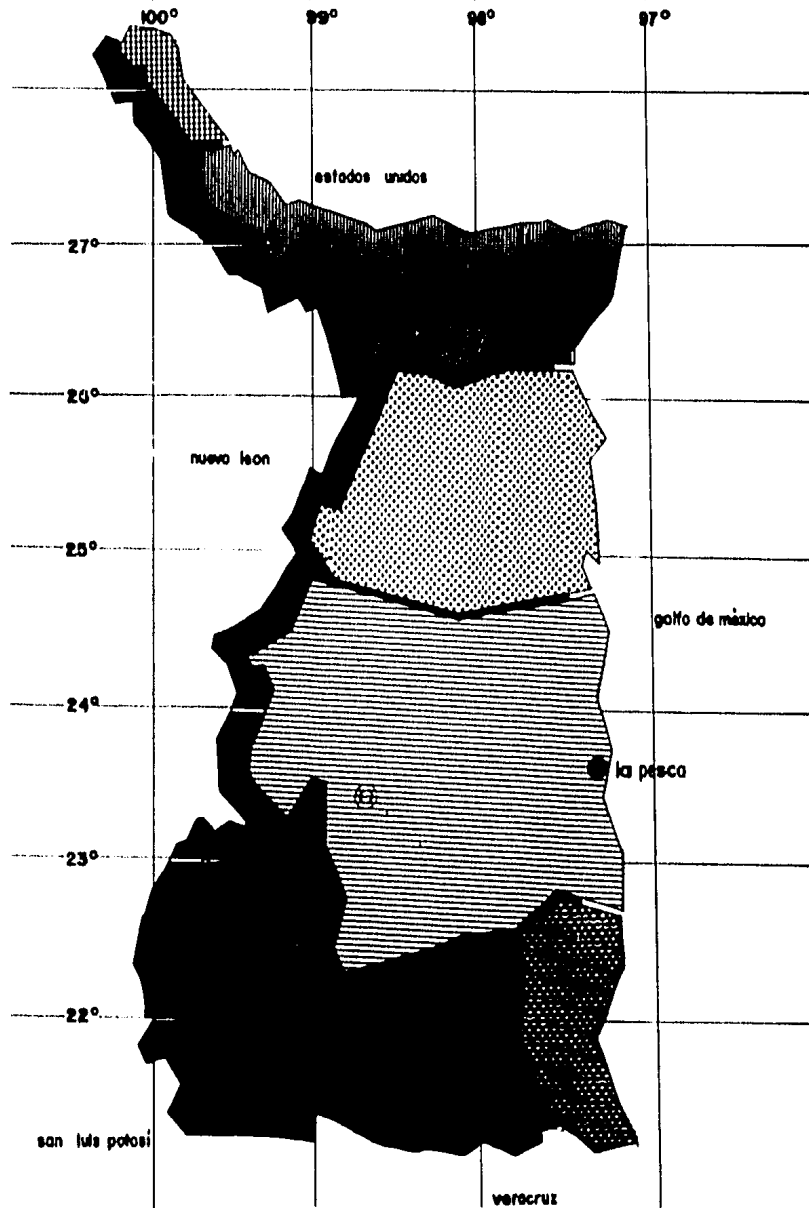 100° 99° 98° 97°
estados unidos
27°
26°
nuevo leon
25°
golfo de méxico
24°
la pesca
23°
22°
san luis potosí
veracruz